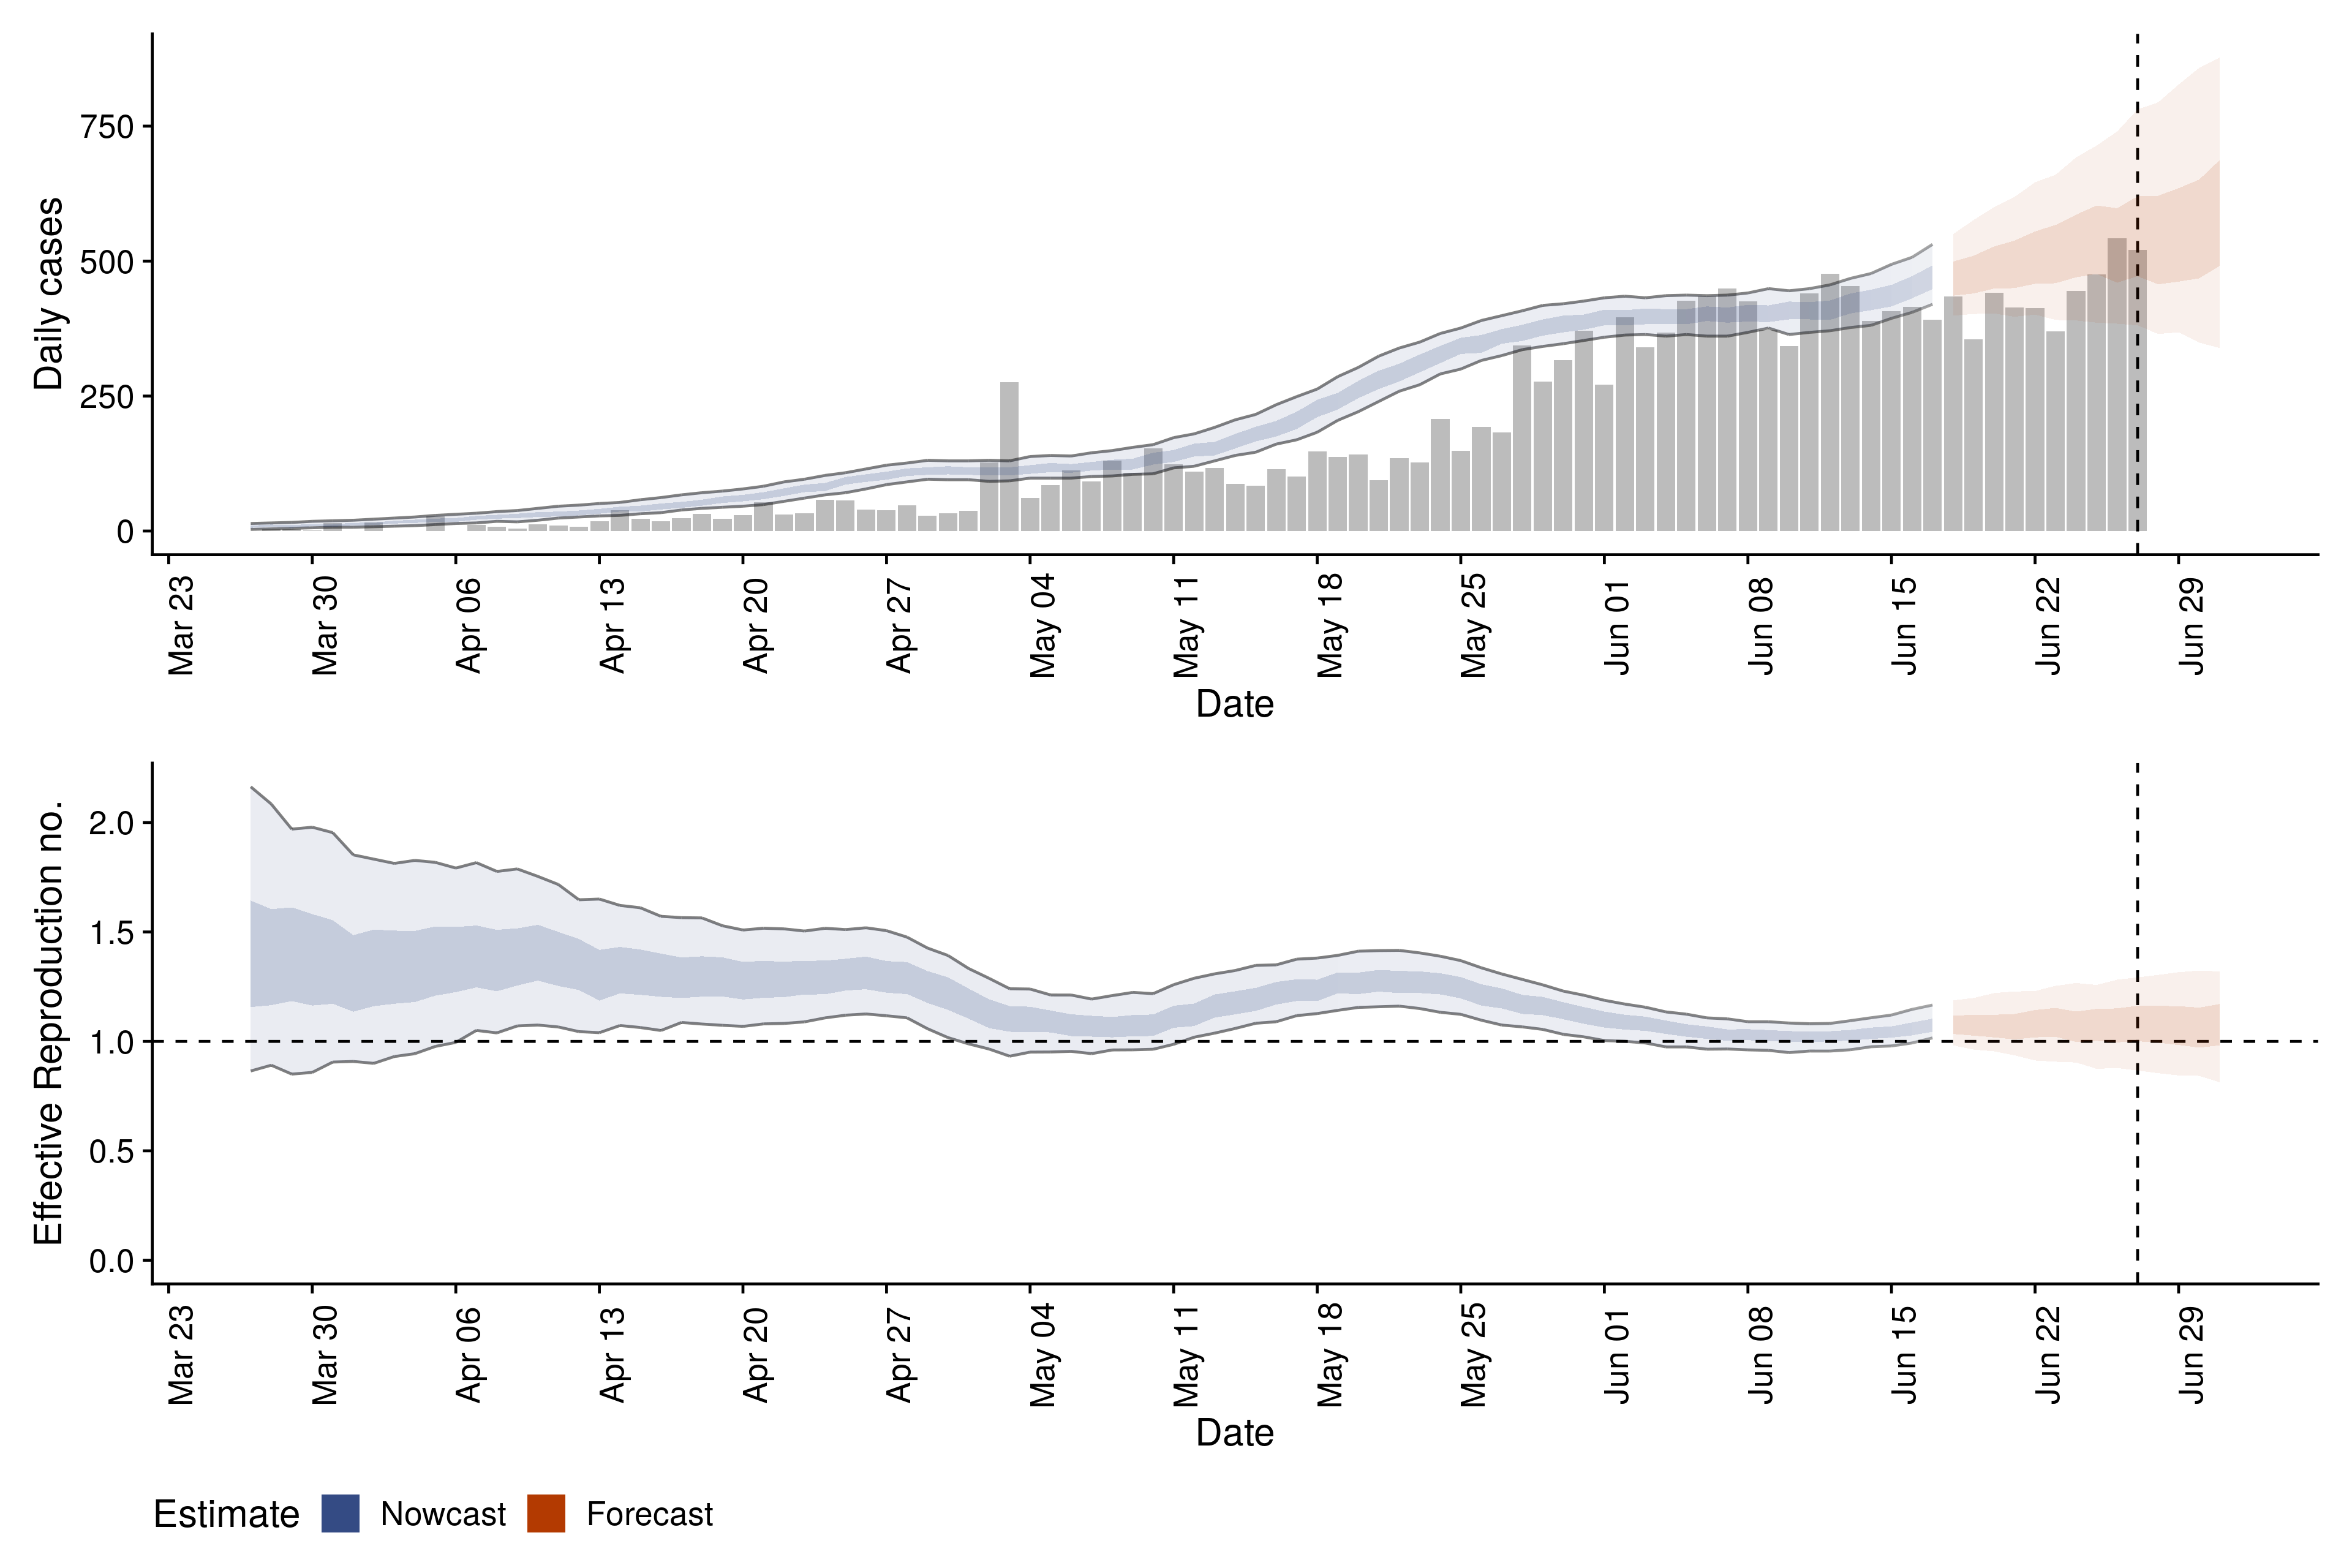 Daily cases
750
500
250
0
Mar 23
Mar 30
Apr 06
Apr 13
Apr 20
Apr 27
May 04
May 11
May 18
May 25
Jun 01
Jun 08
Jun 15
Jun 22
Jun 29
Date
Effective Reproduction no.
2.0
1.5
1.0
0.5
0.0
Mar 23
Mar 30
Apr 06
Apr 13
Apr 20
Apr 27
May 04
May 11
May 18
May 25
Jun 01
Jun 08
Jun 15
Jun 22
Jun 29
Date
Estimate Nowcast Forecast